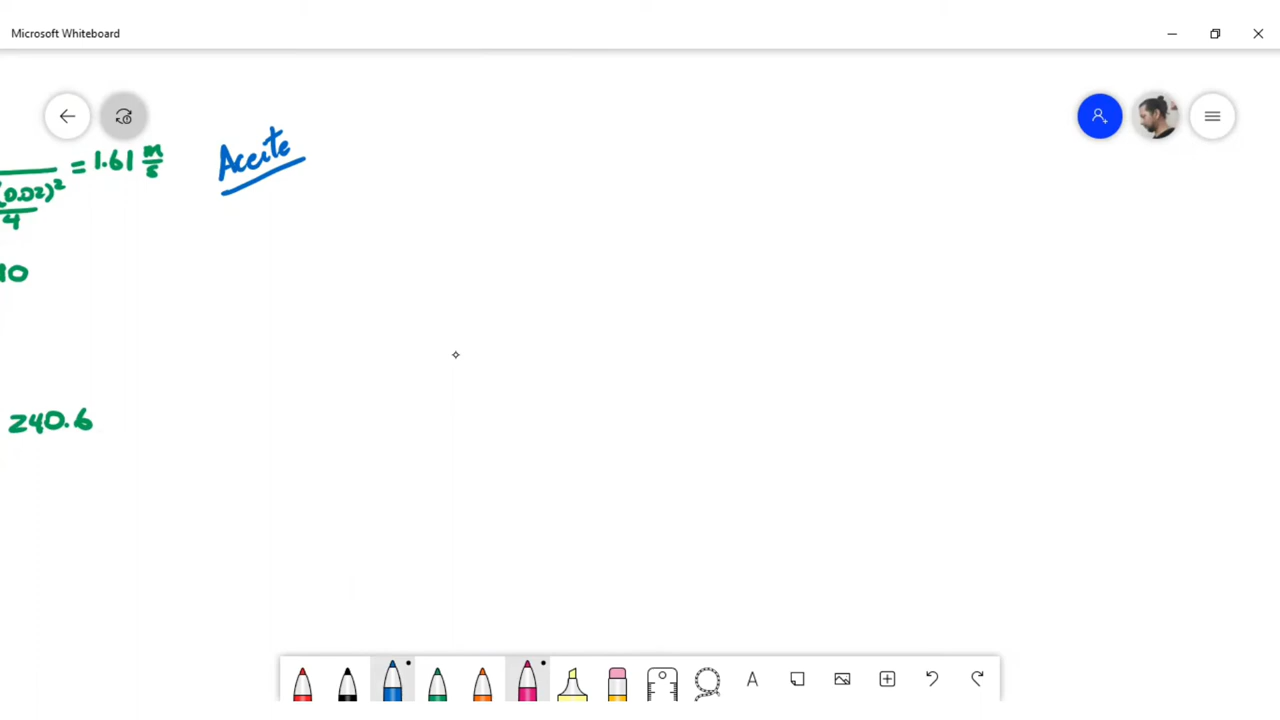 Microsoft Whiteboard
= 1.61 m/s
(0.02)²
4
Aceite
10
240.6
A